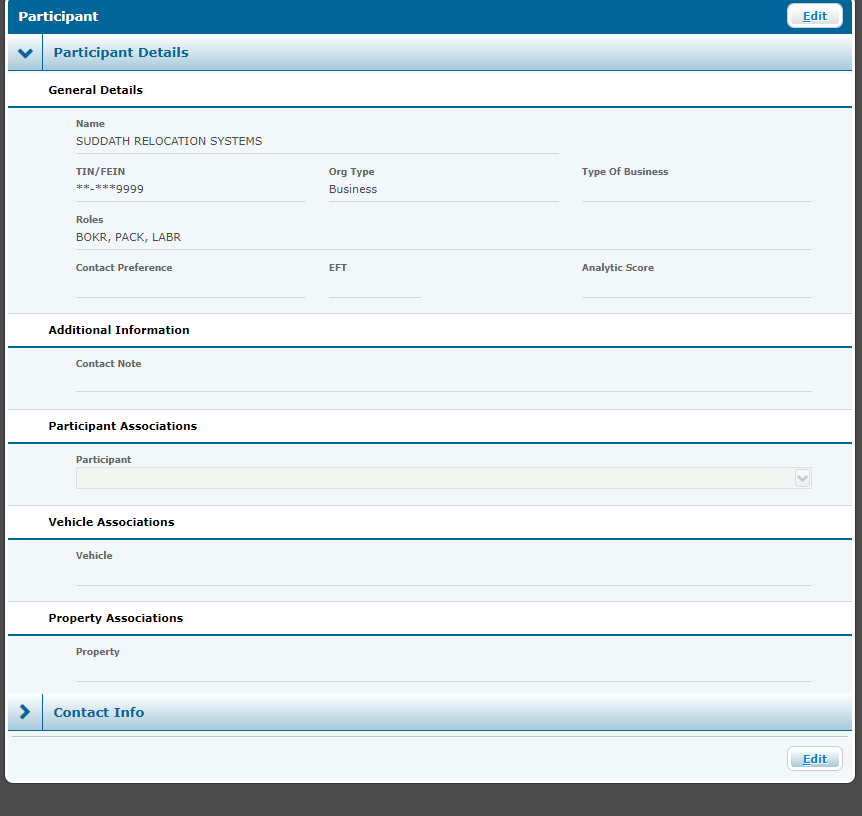 Participant
Edit
Participant Details
General Details
Name
SUDDATH RELOCATION SYSTEMS
TIN/FEIN Org Type Type Of Business
**-***9999 Business
Roles
BOKR, PACK, LABR
Contact Preference EFT Analytic Score
Additional Information
Contact Note
Participant Associations
Participant
Vehicle Associations
Vehicle
Property Associations
Property
Contact Info
Edit